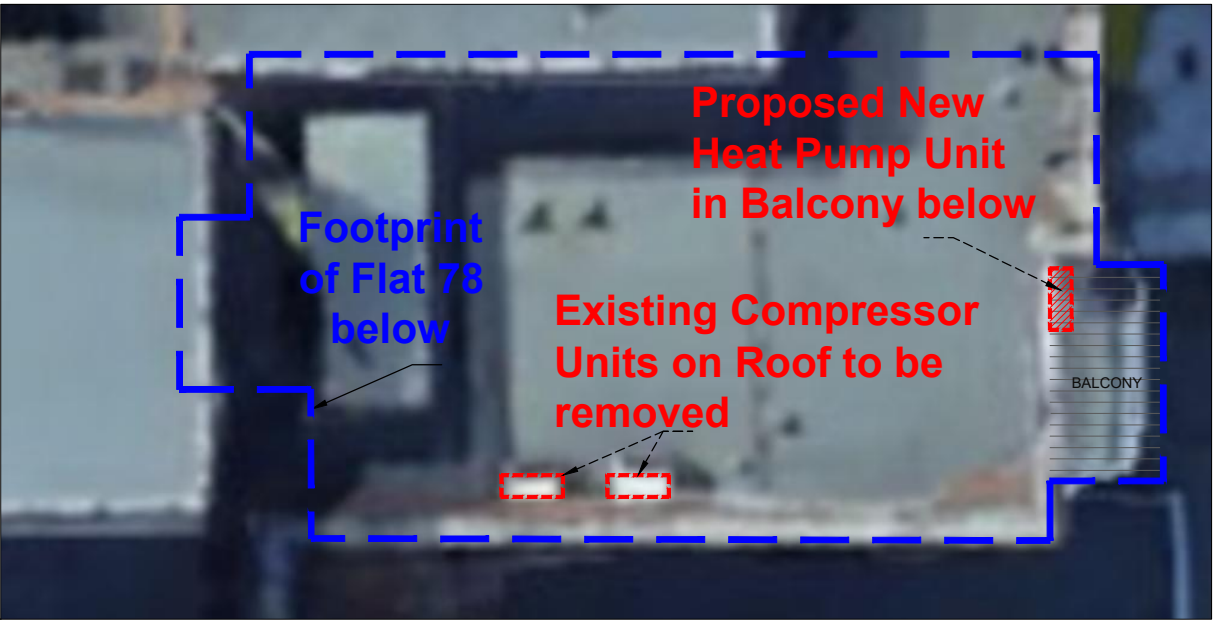 Proposed New
Heat Pump Unit
in Balcony below
Footprint
of Flat 78
below
Existing Compressor
Units on Roof to be
removed
BALCONY